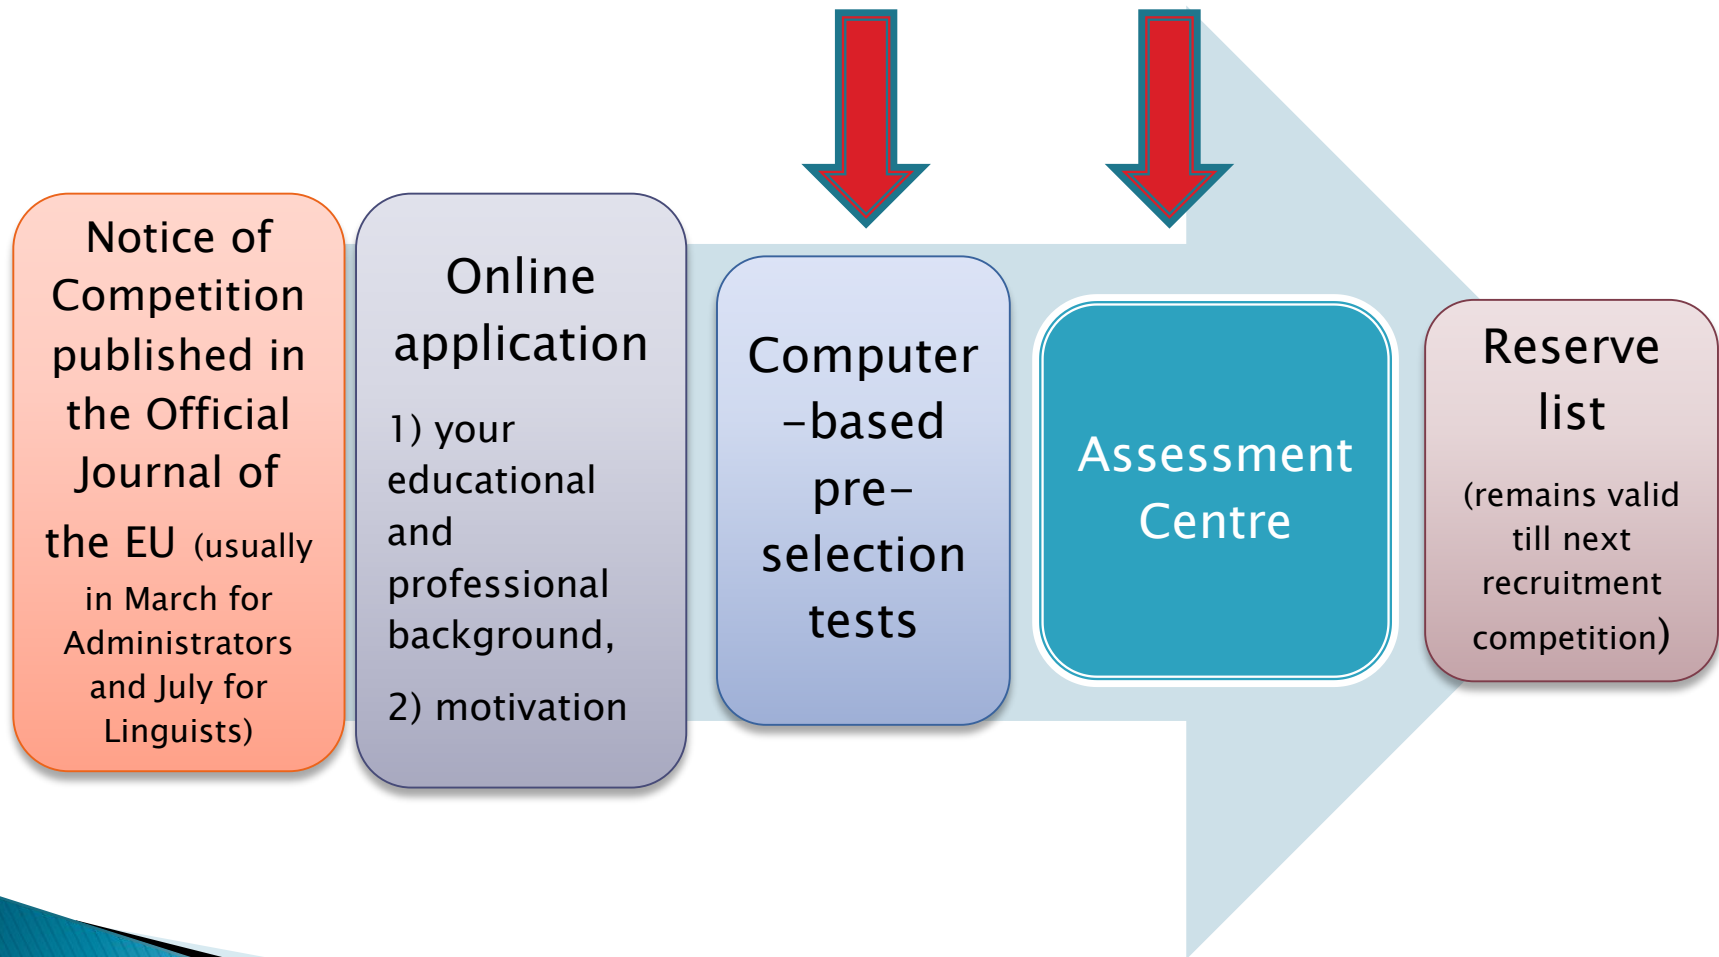 Notice of
Competition
published in
the Official
Journal of
the EU (usually
in March for
Administrators
and July for
Linguists)
Online
application
1) your
educational
and
professional
background,
2) motivation
Computer
-based
pre-
selection
tests
Assessment
Centre
Reserve
list
(remains valid
till next
recruitment
competition)